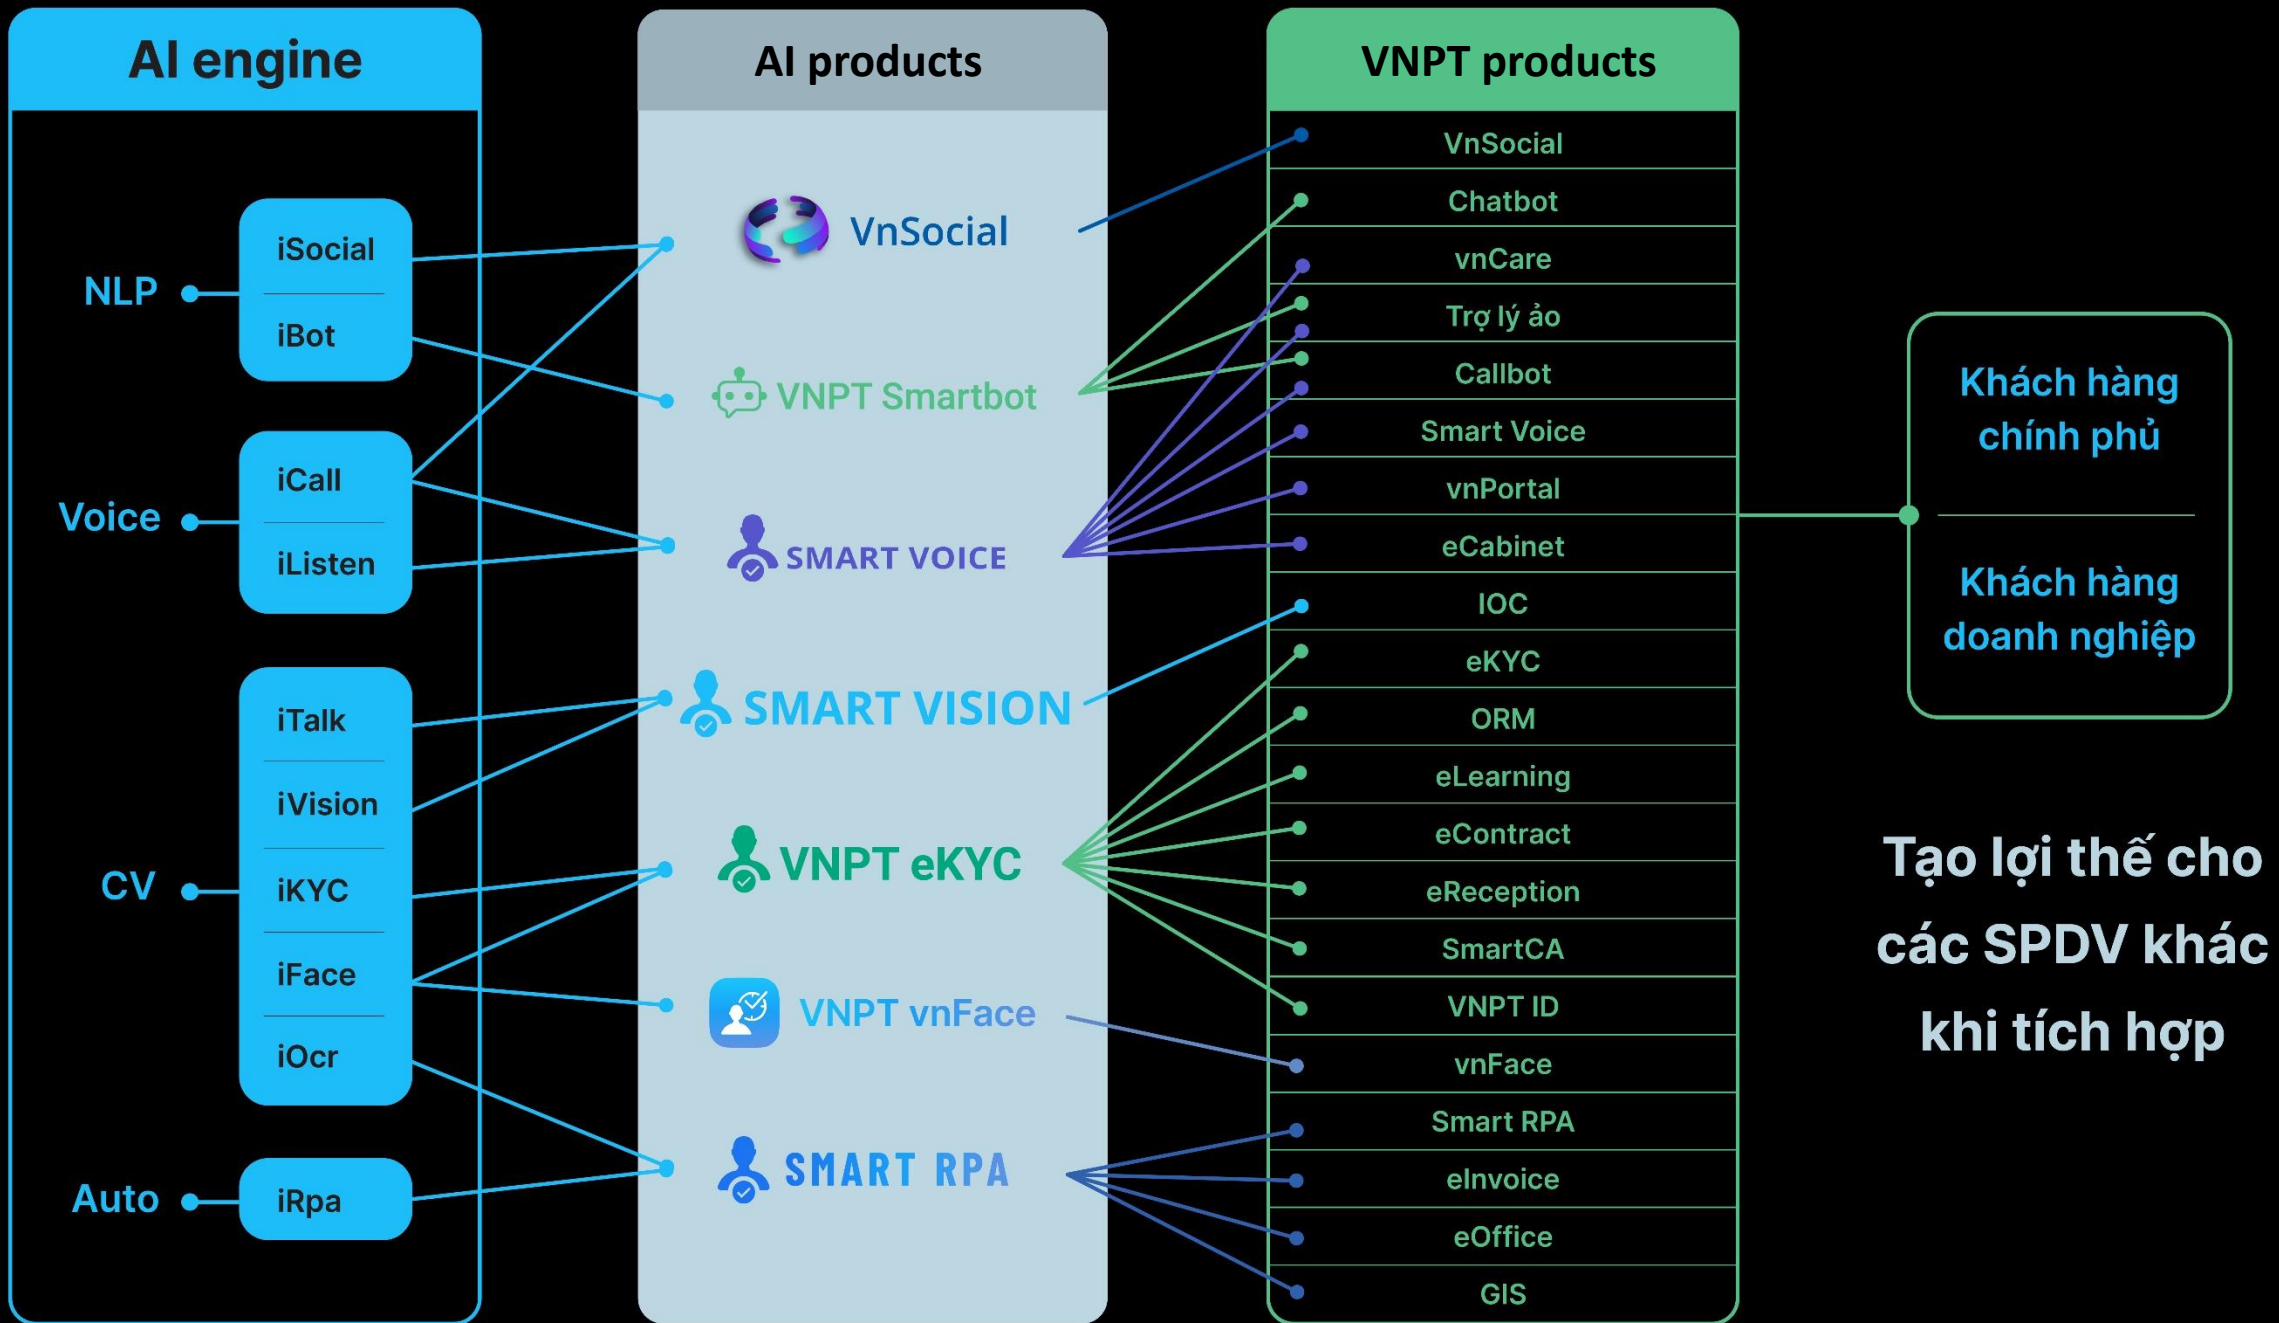 AI engine
NLP
iSocial
iBot
Voice
iCall
iListen
CV
iTalk
iVision
iKYC
iFace
iOcr
Auto
iRpa
AI products
VnSocial
VNPT Smartbot
SMART VOICE
SMART VISION
VNPT eKYC
VNPT vnFace
SMART RPA
VNPT products
VnSocial
Chatbot
vnCare
Trợ lý ảo
Callbot
Smart Voice
vnPortal
eCabinet
IOC
eKYC
ORM
eLearning
eContract
eReception
SmartCA
VNPT ID
vnFace
Smart RPA
eInvoice
eOffice
GIS
Khách hàng
chính phủ
Khách hàng
doanh nghiệp
Tạo lợi thế cho
các SPDV khác
khi tích hợp